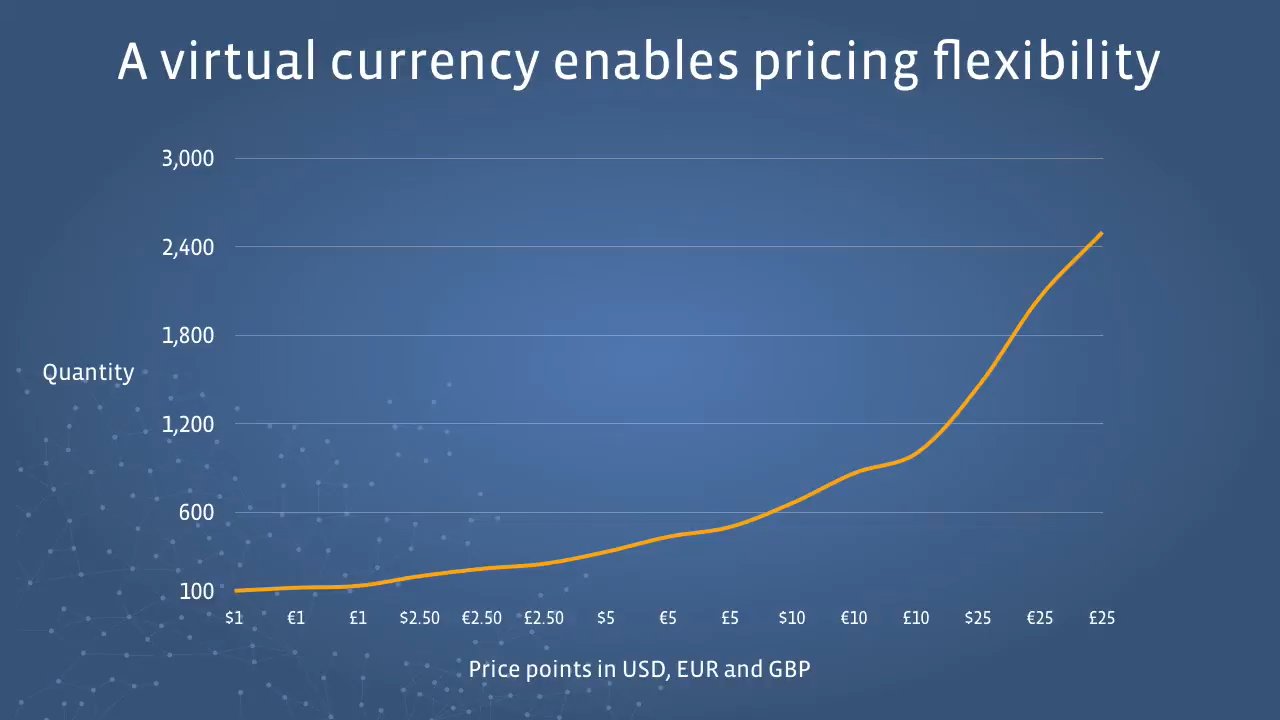 A virtual currency enables pricing flexibility
3,000
2,400
1,800
Quantity
1,200
600
100
$1 €1 £1 $2.50 €2.50 £2.50 $5 €5 £5 $10 €10 £10 $25 €25 £25
Price points in USD, EUR and GBP